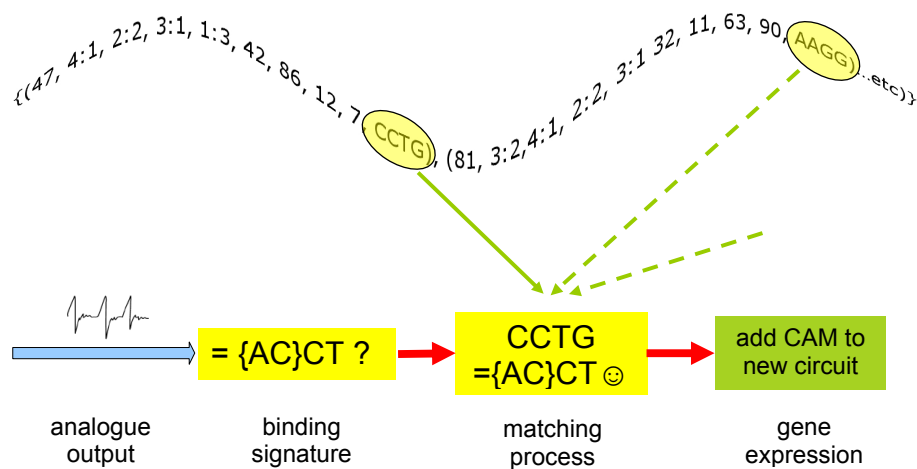 {(47, 4:1, 2:2, 3:1, 1:3, 42, 86, 12, 7, CCTG), (81, 3:2,4:1, 2:2, 3:1 32, 11, 63, 90, AAGG)...etc)}
= {AC}CT ?
CCTG
={AC}CT☺
add CAM to
new circuit
analogue
output
binding
signature
matching
process
gene
expression